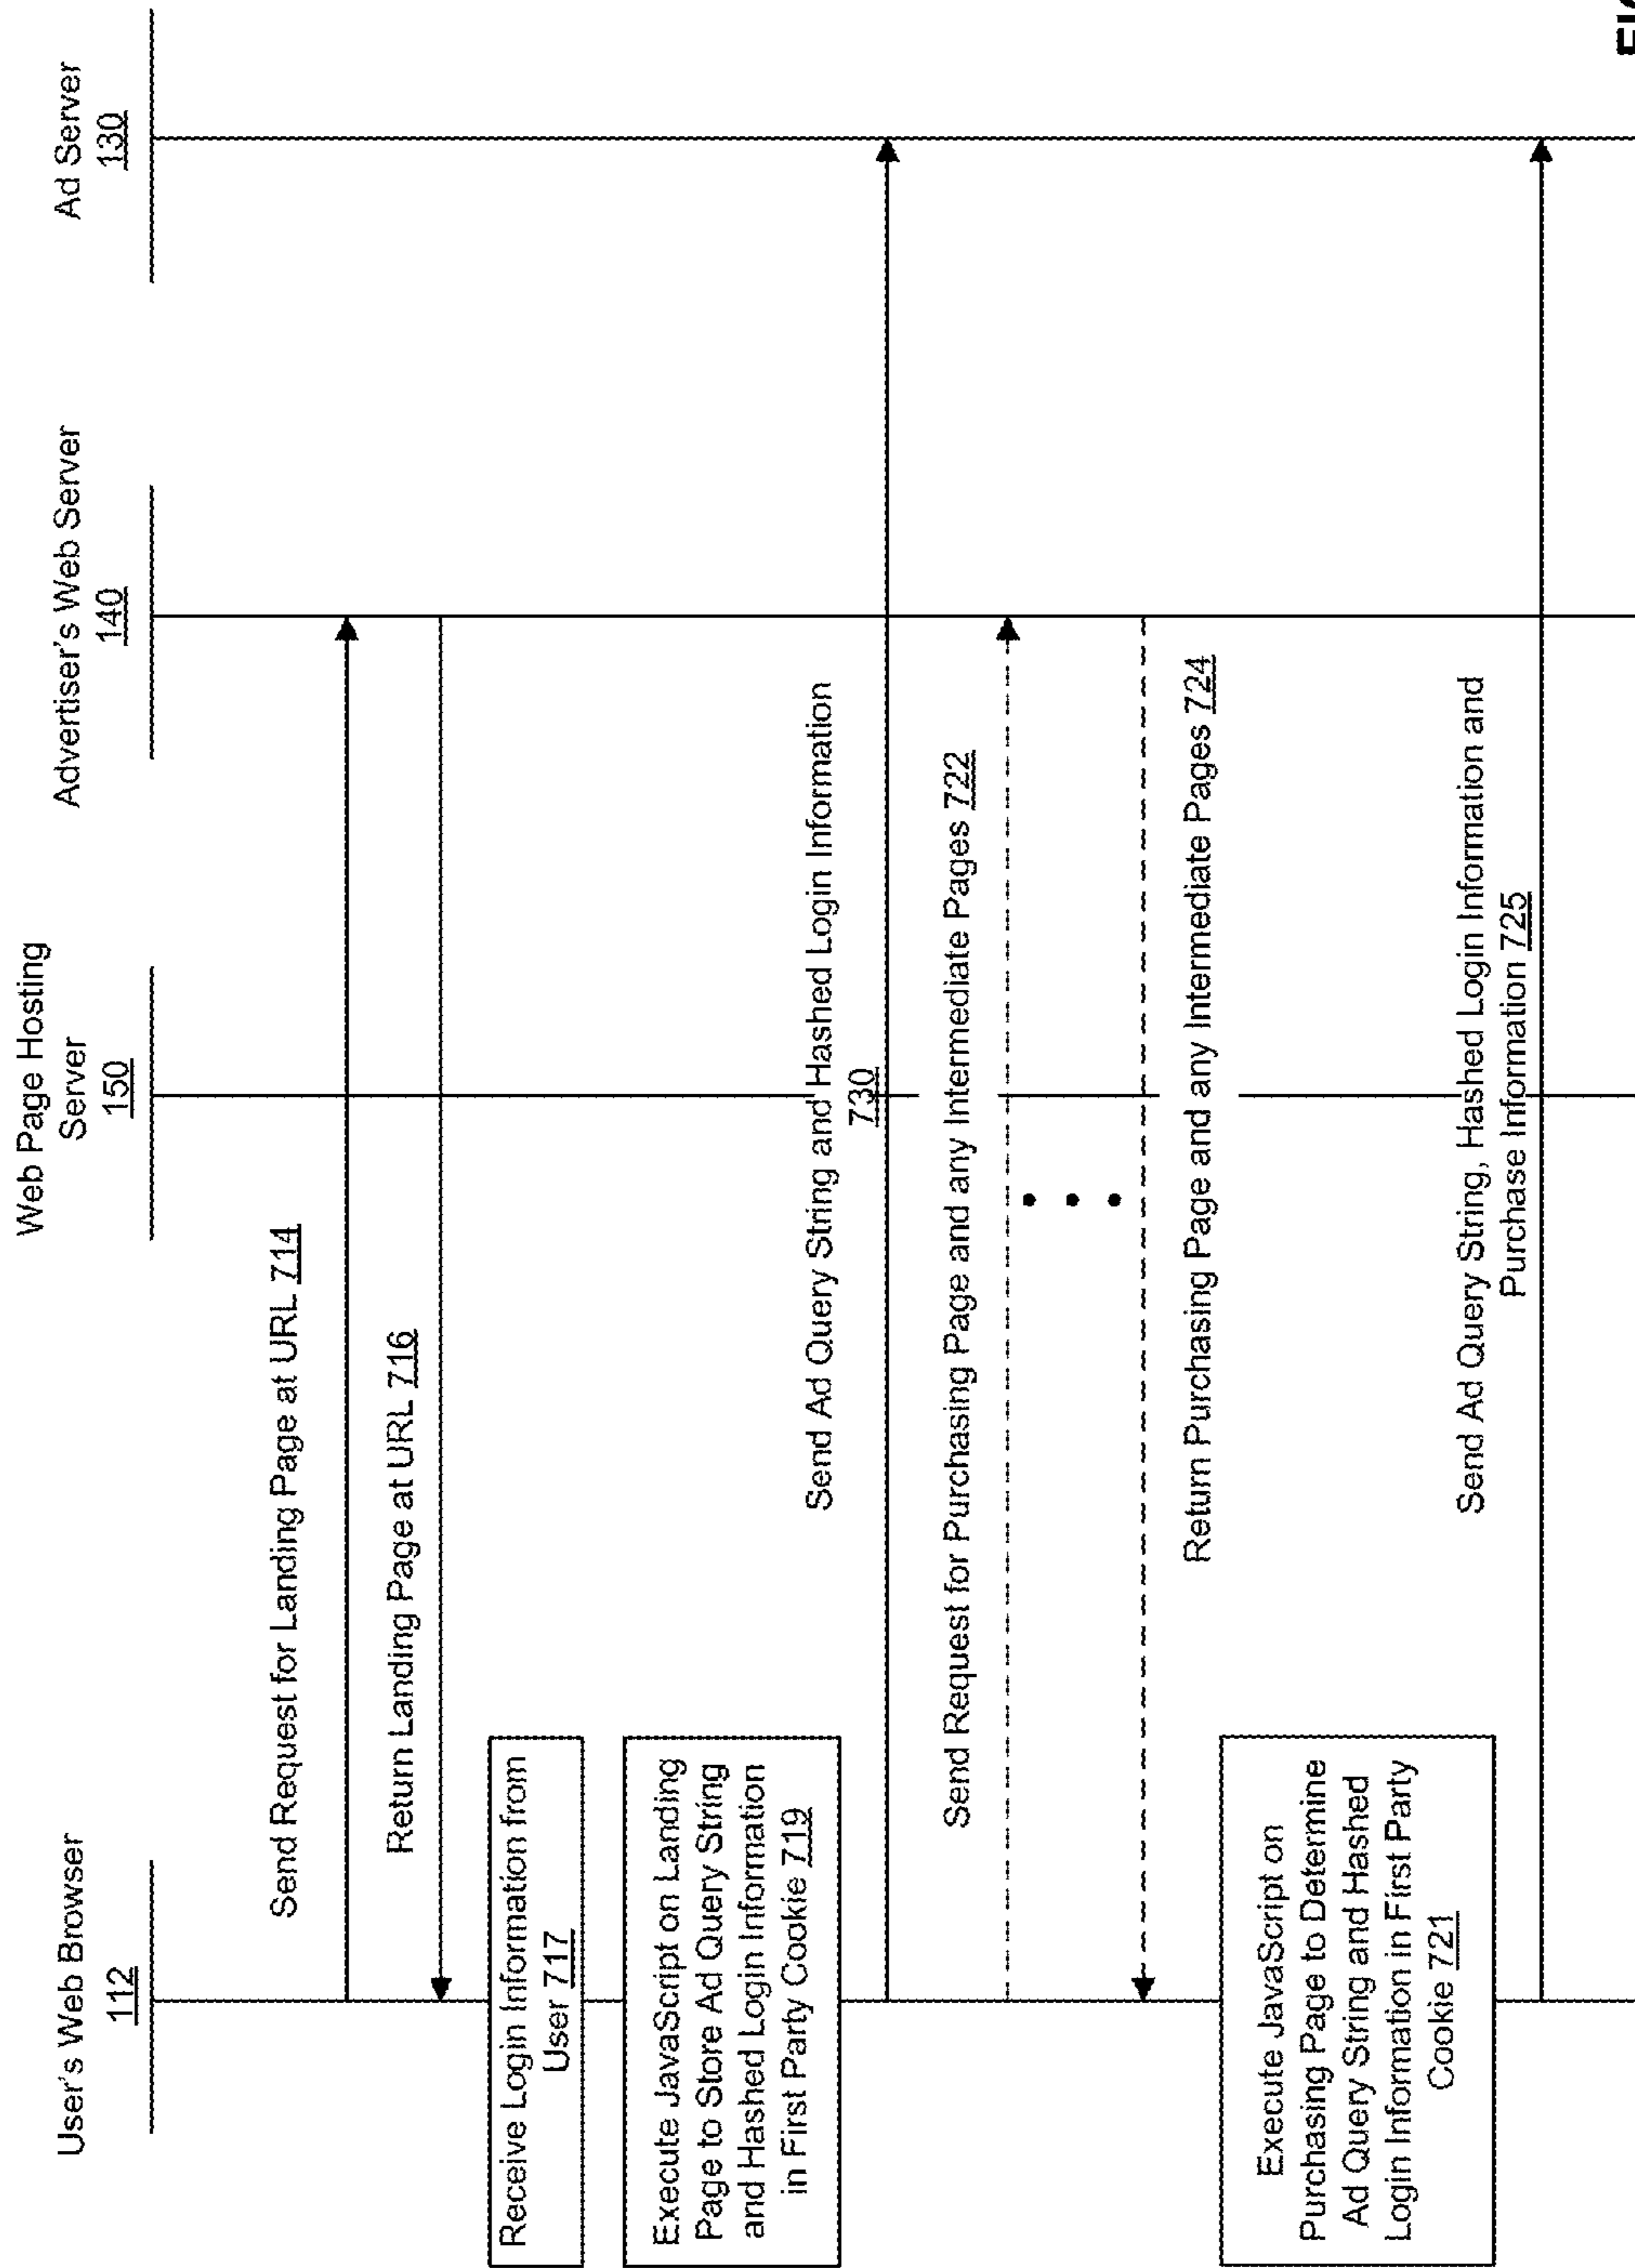 User's Web Browser
112
Web Page Hosting
Server
150
Advertiser's Web Server
140
Ad Server
130
Send Request for Landing Page at URL 714
Return Landing Page at URL 716
Receive Login Information from
User 717
Execute JavaScript on Landing
Page to Store Ad Query String
and Hashed Login Information
in First Party Cookie 719
Send Ad Query String and Hashed Login Information
730
Send Request for Purchasing Page and any Intermediate Pages 722
Return Purchasing Page and any Intermediate Pages 724
Execute JavaScript on
Purchasing Page to Determine
Ad Query String and Hashed
Login Information in First Party
Cookie 721
Send Ad Query String, Hashed Login Information and
Purchase Information 725